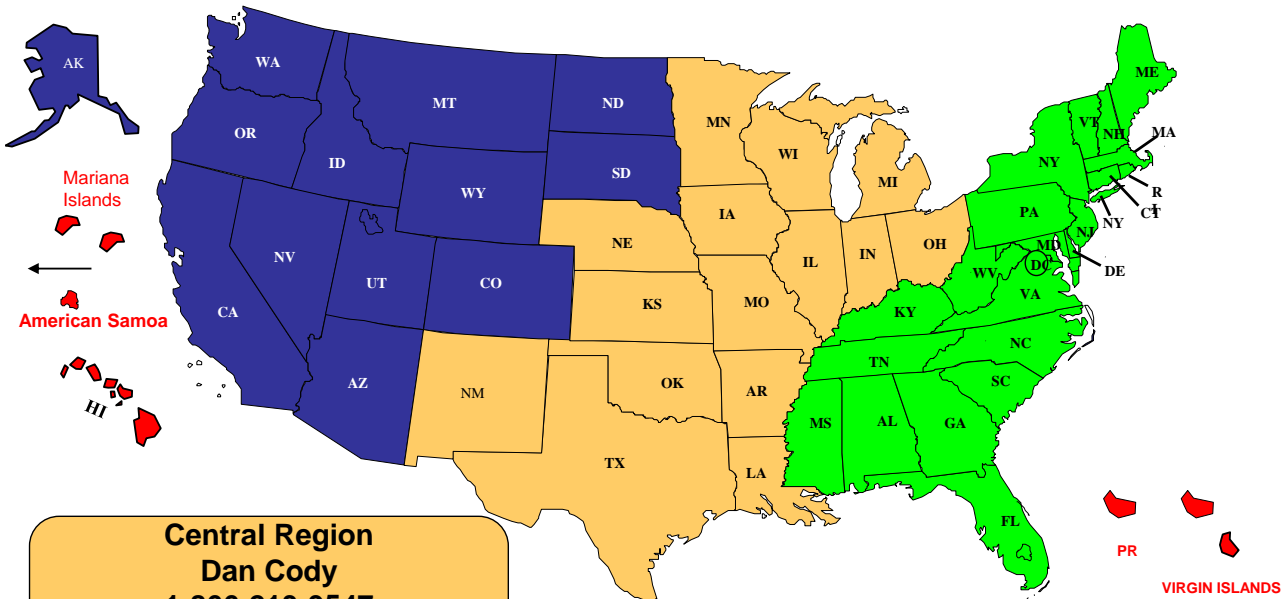 AK
WA
MT
ND
MN
ME
OR
ID
SD
WI
VT
NH
MA
WY
MI
NY
R
I
Mariana
Islands
CT
NY
IA
PA
NJ
NE
OH
MD
DE
NV
UT
CO
IL
IN
WV
DC
VA
American Samoa
CA
KS
MO
KY
NC
TN
AZ
NM
OK
AR
SC
HI
MS
AL
GA
TX
LA
FL
PR
VIRGIN ISLANDS
Central Region
Dan Cody